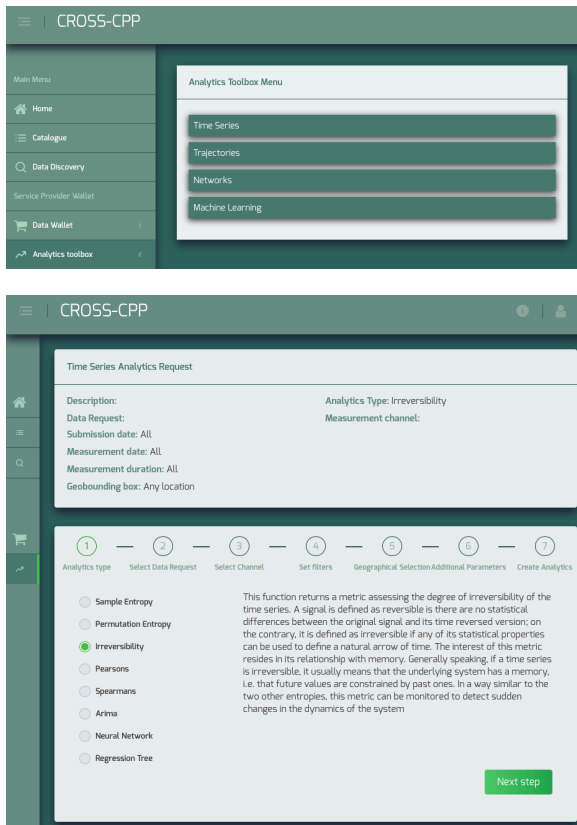 CROSS-CPP
Main Menu
Home
Catalogue
Data Discovery
Service Provider Wallet
Data Wallet
Analytics toolbox
Analytics Toolbox Menu
Time Series
Trajectories
Networks
Machine Learning
CROSS-CPP
Time Series Analytics Request
Description:
Data Request:
Submission date: All
Measurement date: All
Measurement duration: All
Geobounding box: Any location
Analytics Type: Irreversibility
Measurement channel:
1 2 3 4 5 6 7
Analytics type Select Data Request Select Channel Set filters Geographical Selection Additional Parameters Create Analytics
Sample Entropy
Permutation Entropy
Irreversibility
Pearsons
Spearmans
Arima
Neural Network
Regression Tree
This function returns a metric assessing the degree of irreversibility of the
time series. A signal is defined as reversible is there are no statistical
differences between the original signal and its time reversed version; on
the contrary, it is defined as irreversible if any of its statistical properties
can be used to define a natural arrow of time. The interest of this metric
resides in its relationship with memory. Generally speaking, if a time series
is irreversible, it usually means that the underlying system has a memory,
i.e. that future values are constrained by past ones. In a way similar to the
two other entropies, this metric can be monitored to detect sudden
changes in the dynamics of the system
Next step